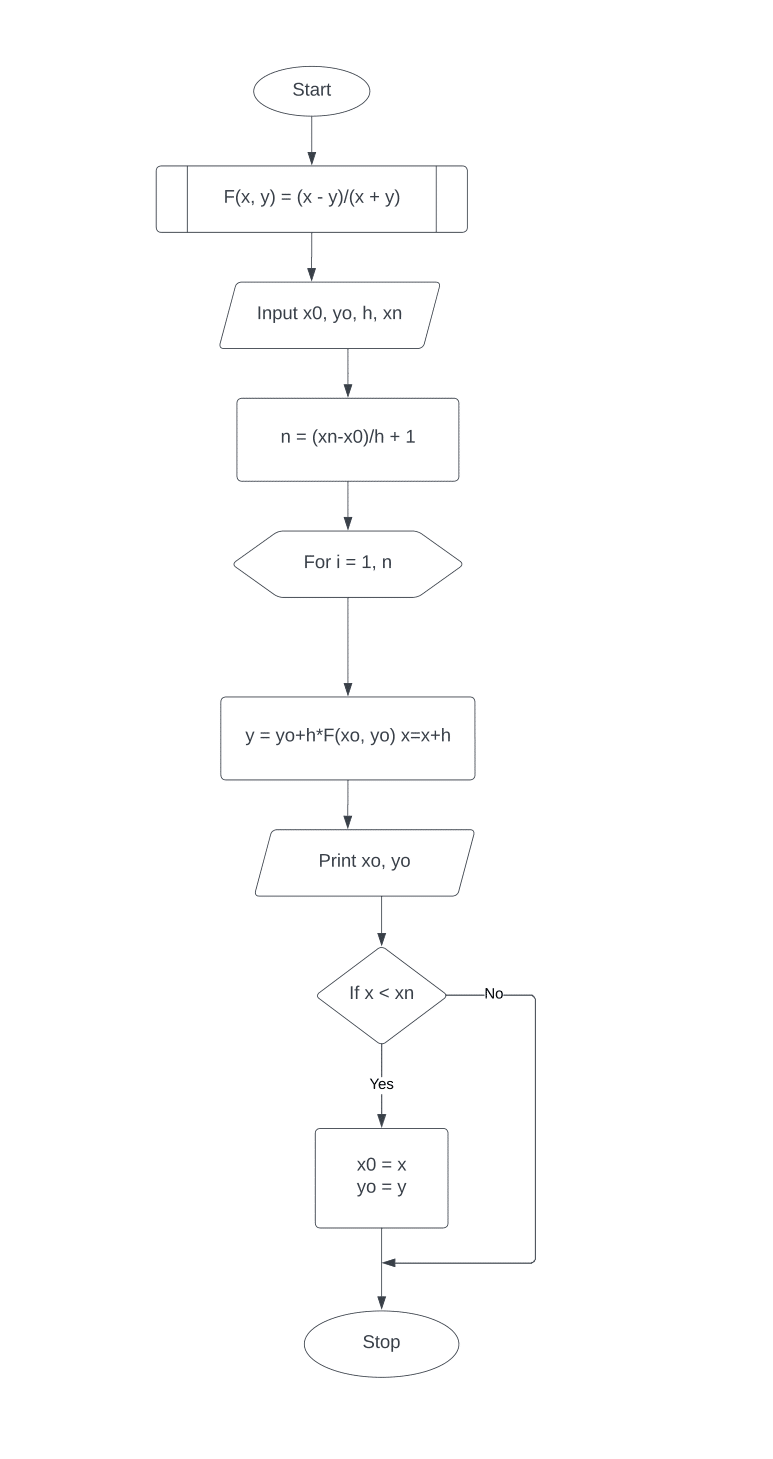 Start
F(x, y) = (x - y)/(x + y)
Input x0, yo, h, xn
n = (xn-x0)/h + 1
For i = 1, n
y = yo+h*F(xo, yo) x=x+h
Print xo, yo
If x < xn
No
Yes
x0 = x
yo = y
Stop